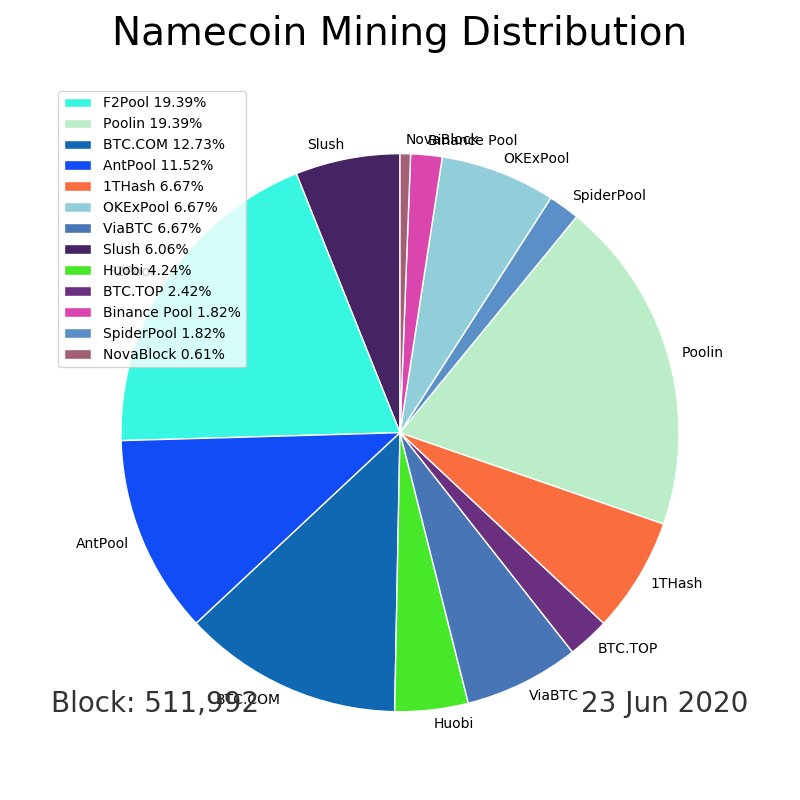 Namecoin Mining Distribution
F2Pool 19.39%
Poolin 19.39%
BTC.COM 12.73%
AntPool 11.52%
1THash 6.67%
OKExPool 6.67%
ViaBTC 6.67%
Slush 6.06%
Huobi 4.24%
BTC.TOP 2.42%
Binance Pool 1.82%
SpiderPool 1.82%
NovaBlock 0.61%
Slush
NovaBlock
Binance Pool
OKExPool
SpiderPool
Poolin
1THash
BTC.TOP
ViaBTC
Huobi
BTC.COM
AntPool
Block: 511,992
23 Jun 2020